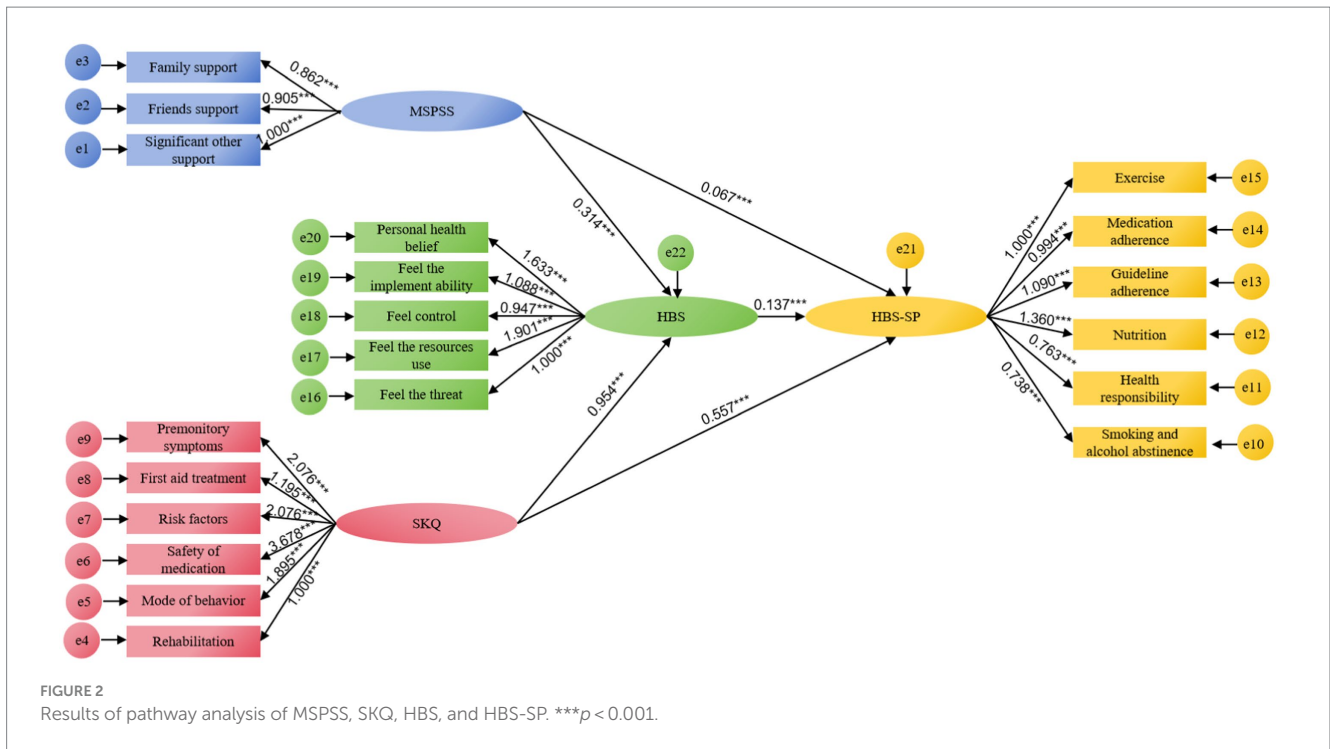 e3
Family support
0.862***
e2
Friends support
0.905***
e1
Significant other
support
1.000***
MSPSS
0.314***
0.067***
e20
Personal health
belief
1.633***
e19
Feel the
implement ability
1.088***
e18
Feel control
0.947***
e17
Feel the resources
use
1.901***
e16
Feel the threat
1.000***
e22
HBS
0.137***
e21
HBS-SP
0.954***
0.557***
Exercise
e15
1.000***
Medication
adherence
e14
0.994***
Guideline
adherence
e13
1.090***
Nutrition
e12
1.360***
Health
responsibility
e11
0.763***
Smoking and
alcohol abstinence
e10
0.738***
e9
Premonitory
symptoms
2.076***
e8
First aid treatment
1.195***
e7
Risk factors
2.076***
e6
Safety of
medication
3.678***
e5
Mode of behavior
1.895***
e4
Rehabilitation
1.000***
SKQ
FIGURE 2
Results of pathway analysis of MSPSS, SKQ, HBS, and HBS-SP. ***p < 0.001.